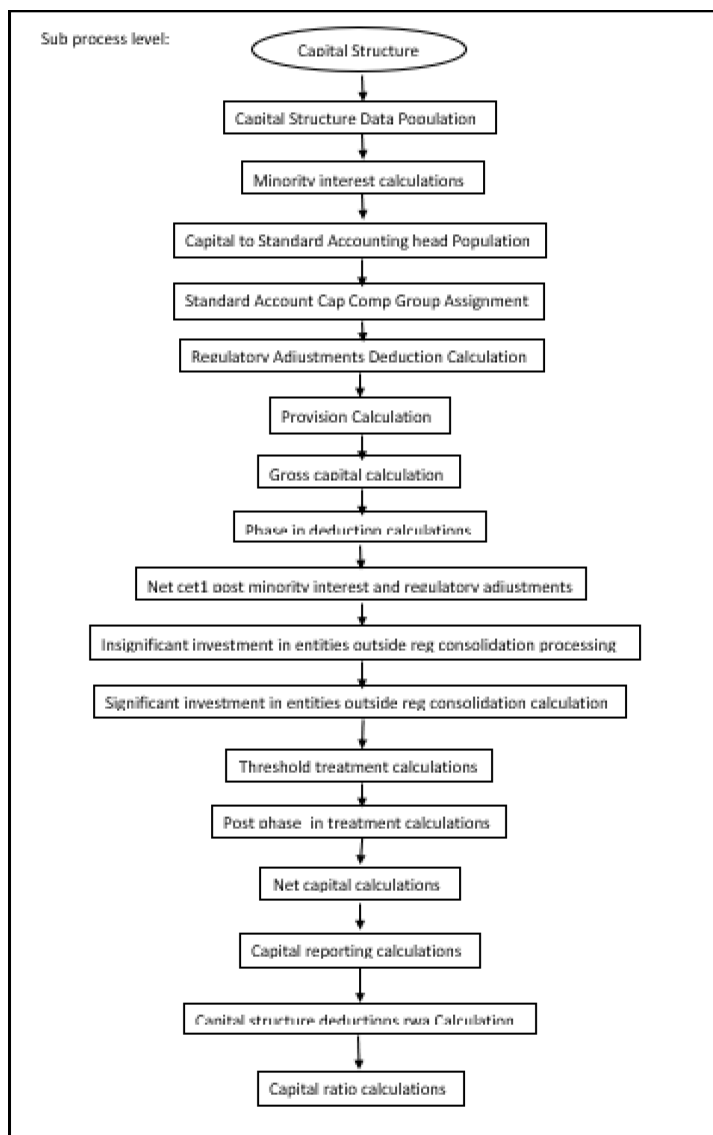 Sub process level:
Capital Structure
Capital Structure Data Population
Minority interest calculations
Capital to Standard Accounting head Population
Standard Account Cap Comp Group Assignment
Regulatory Adjustments Deduction Calculation
Provision Calculation
Gross capital calculation
Phase in deduction calculations
Net cet1 post minority interest and regulatory adjustments
Insignificant investment in entities outside reg consolidation processing
Significant investment in entities outside reg consolidation calculation
Threshold treatment calculations
Post phase in treatment calculations
Net capital calculations
Capital reporting calculations
Capital structure deductions rwa Calculation
Capital ratio calculations